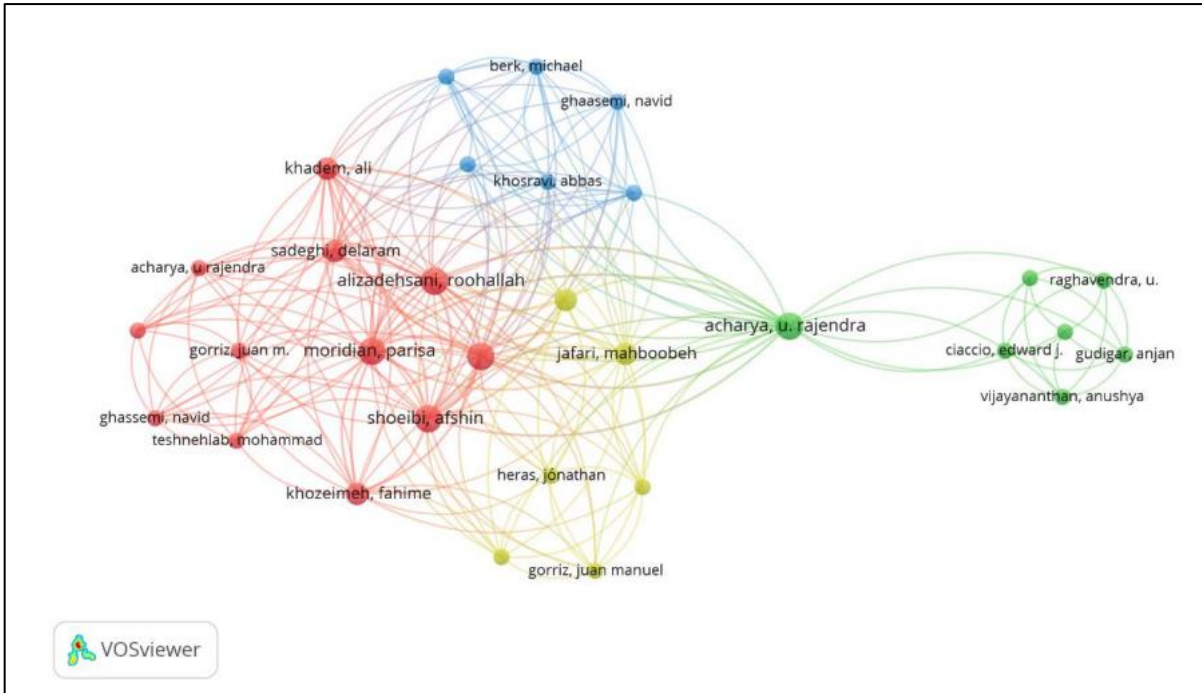 berk, michael
ghaasemi, navid
khadem, ali
khosravi, abbas
sadeghi, delaram
acharya, u rajendra
alizadehsani, roohallah
raghavendra, u.
acharya, u. rajendra
gorriz, juan m.
moridian, parisa
jafari, mahboobeh
ciaccio, edward j.
gudigar, anjan
vijayananthan, anushya
ghassemi, navid
shoeibi, afshin
teshnehlab, mohammad
heras, jónathan
khozeimeh, fahime
gorriz, juan manuel
VOSviewer